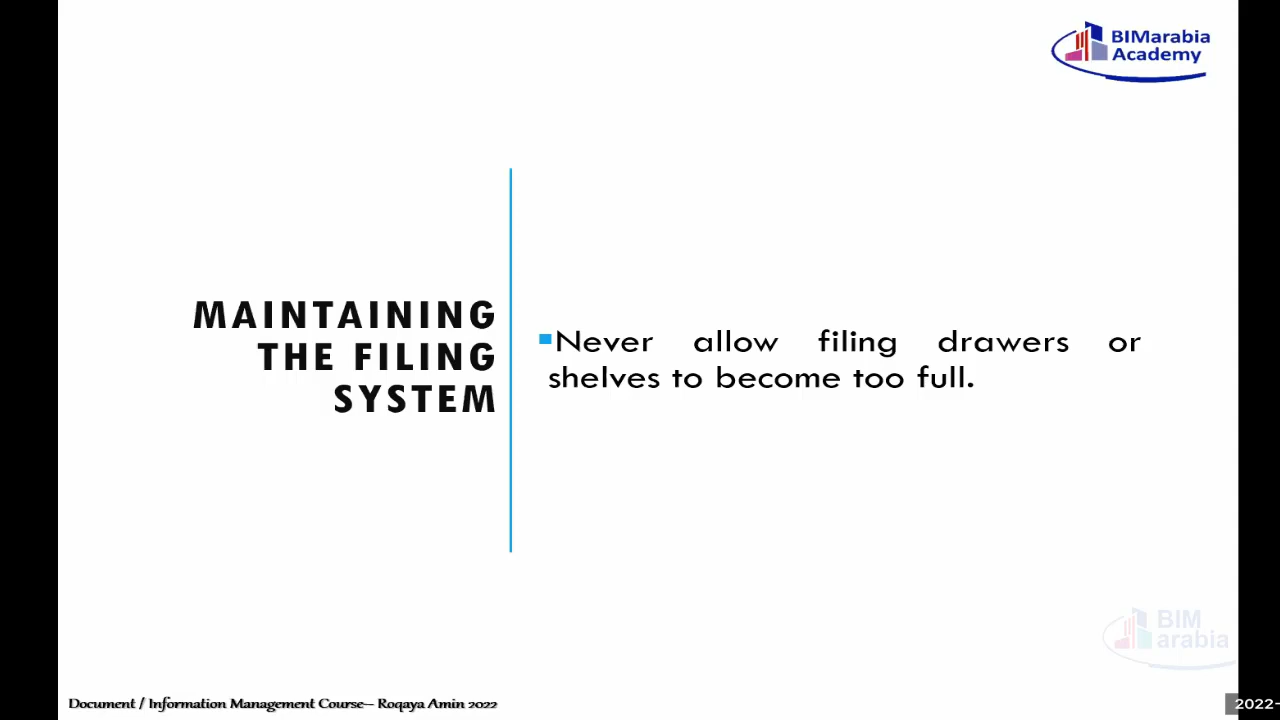 BIMarabia
Academy
MAINTAINING
THE FILING
SYSTEM
Never allow filing drawers or
shelves to become too full.
BIM
arabia
Document / Information Management Course– Roqaya Amin 2022
2022-